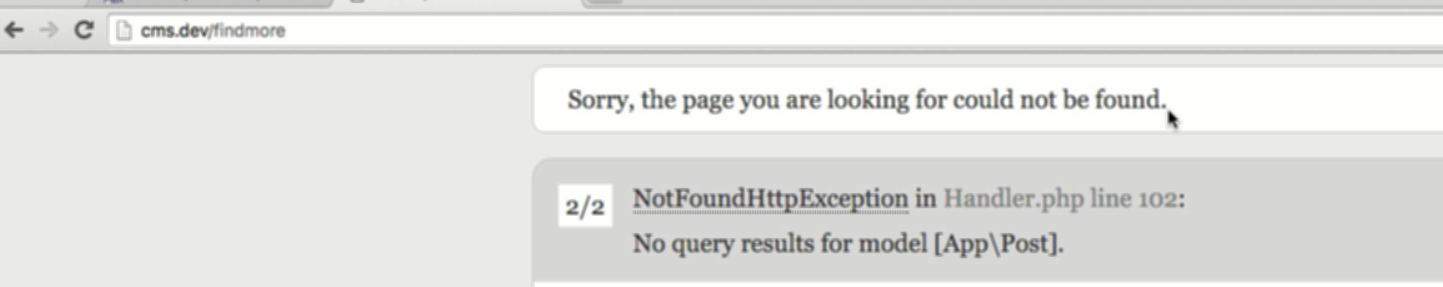 cms.dev/findmore
Sorry, the page you are looking for could not be found.
2/2
NotFoundHttpException in Handler.php line 102:
No query results for model [App\Post].